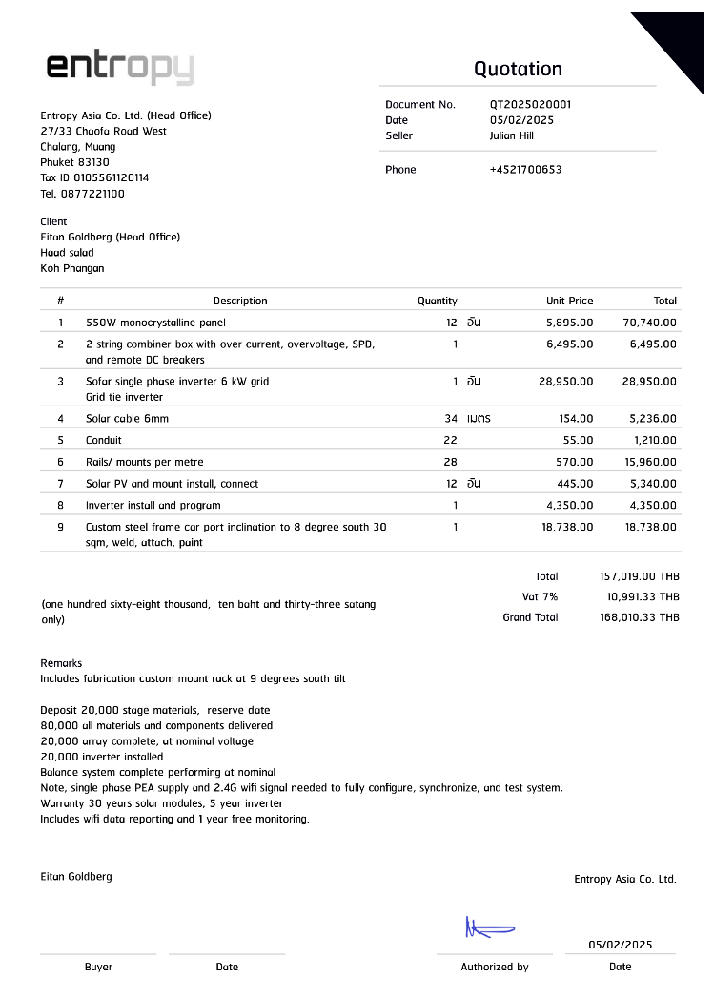 entropy
Quotation
Entropy Asia Co. Ltd. (Head Office)
27/33 Chaofa Road West
Chalang, Muang
Phuket 83130
Tax ID 0105561120114
Tel. 0877221100
Document No. QT2025020001
Date 05/02/2025
Seller Julian Hill
Phone +4521700653
Client
Eitan Goldberg (Head Office)
Haad salad
Koh Phangan
# Description Quantity Unit Price Total
1 550W monocrystalline panel 12 อัน 5,895.00 70,740.00
2 2 string combiner box with over current, overvoltage, SPD, 1 6,495.00 6,495.00
and remote DC breakers
3 Sofar single phase inverter 6 kW grid 1 อัน 28,950.00 28,950.00
Grid tie inverter
4 Solar cable 6mm 34 เมตร 154.00 5,236.00
5 Conduit 22 55.00 1,210.00
6 Rails/ mounts per metre 28 570.00 15,960.00
7 Solar PV and mount install, connect 12 อัน 445.00 5,340.00
8 Inverter install and program 1 4,350.00 4,350.00
9 Custom steel frame car port inclination to 8 degree south 30 1 18,738.00 18,738.00
sqm, weld, attach, paint
Total 157,019.00 THB
Vat 7% 10,991.33 THB
Grand Total 168,010.33 THB
(one hundred sixty-eight thousand, ten baht and thirty-three satang
only)
Remarks
Includes fabrication custom mount rack at 9 degrees south tilt
Deposit 20,000 stage materials, reserve date
80,000 all materials and components delivered
20,000 array complete, at nominal voltage
20,000 inverter installed
Balance system complete performing at nominal
Note, single phase PEA supply and 2.4G wifi signal needed to fully configure, synchronize, and test system.
Warranty 30 years solar modules, 5 year inverter
Includes wifi data reporting and 1 year free monitoring.
Eitan Goldberg
Entropy Asia Co. Ltd.
05/02/2025
Buyer Date Authorized by Date